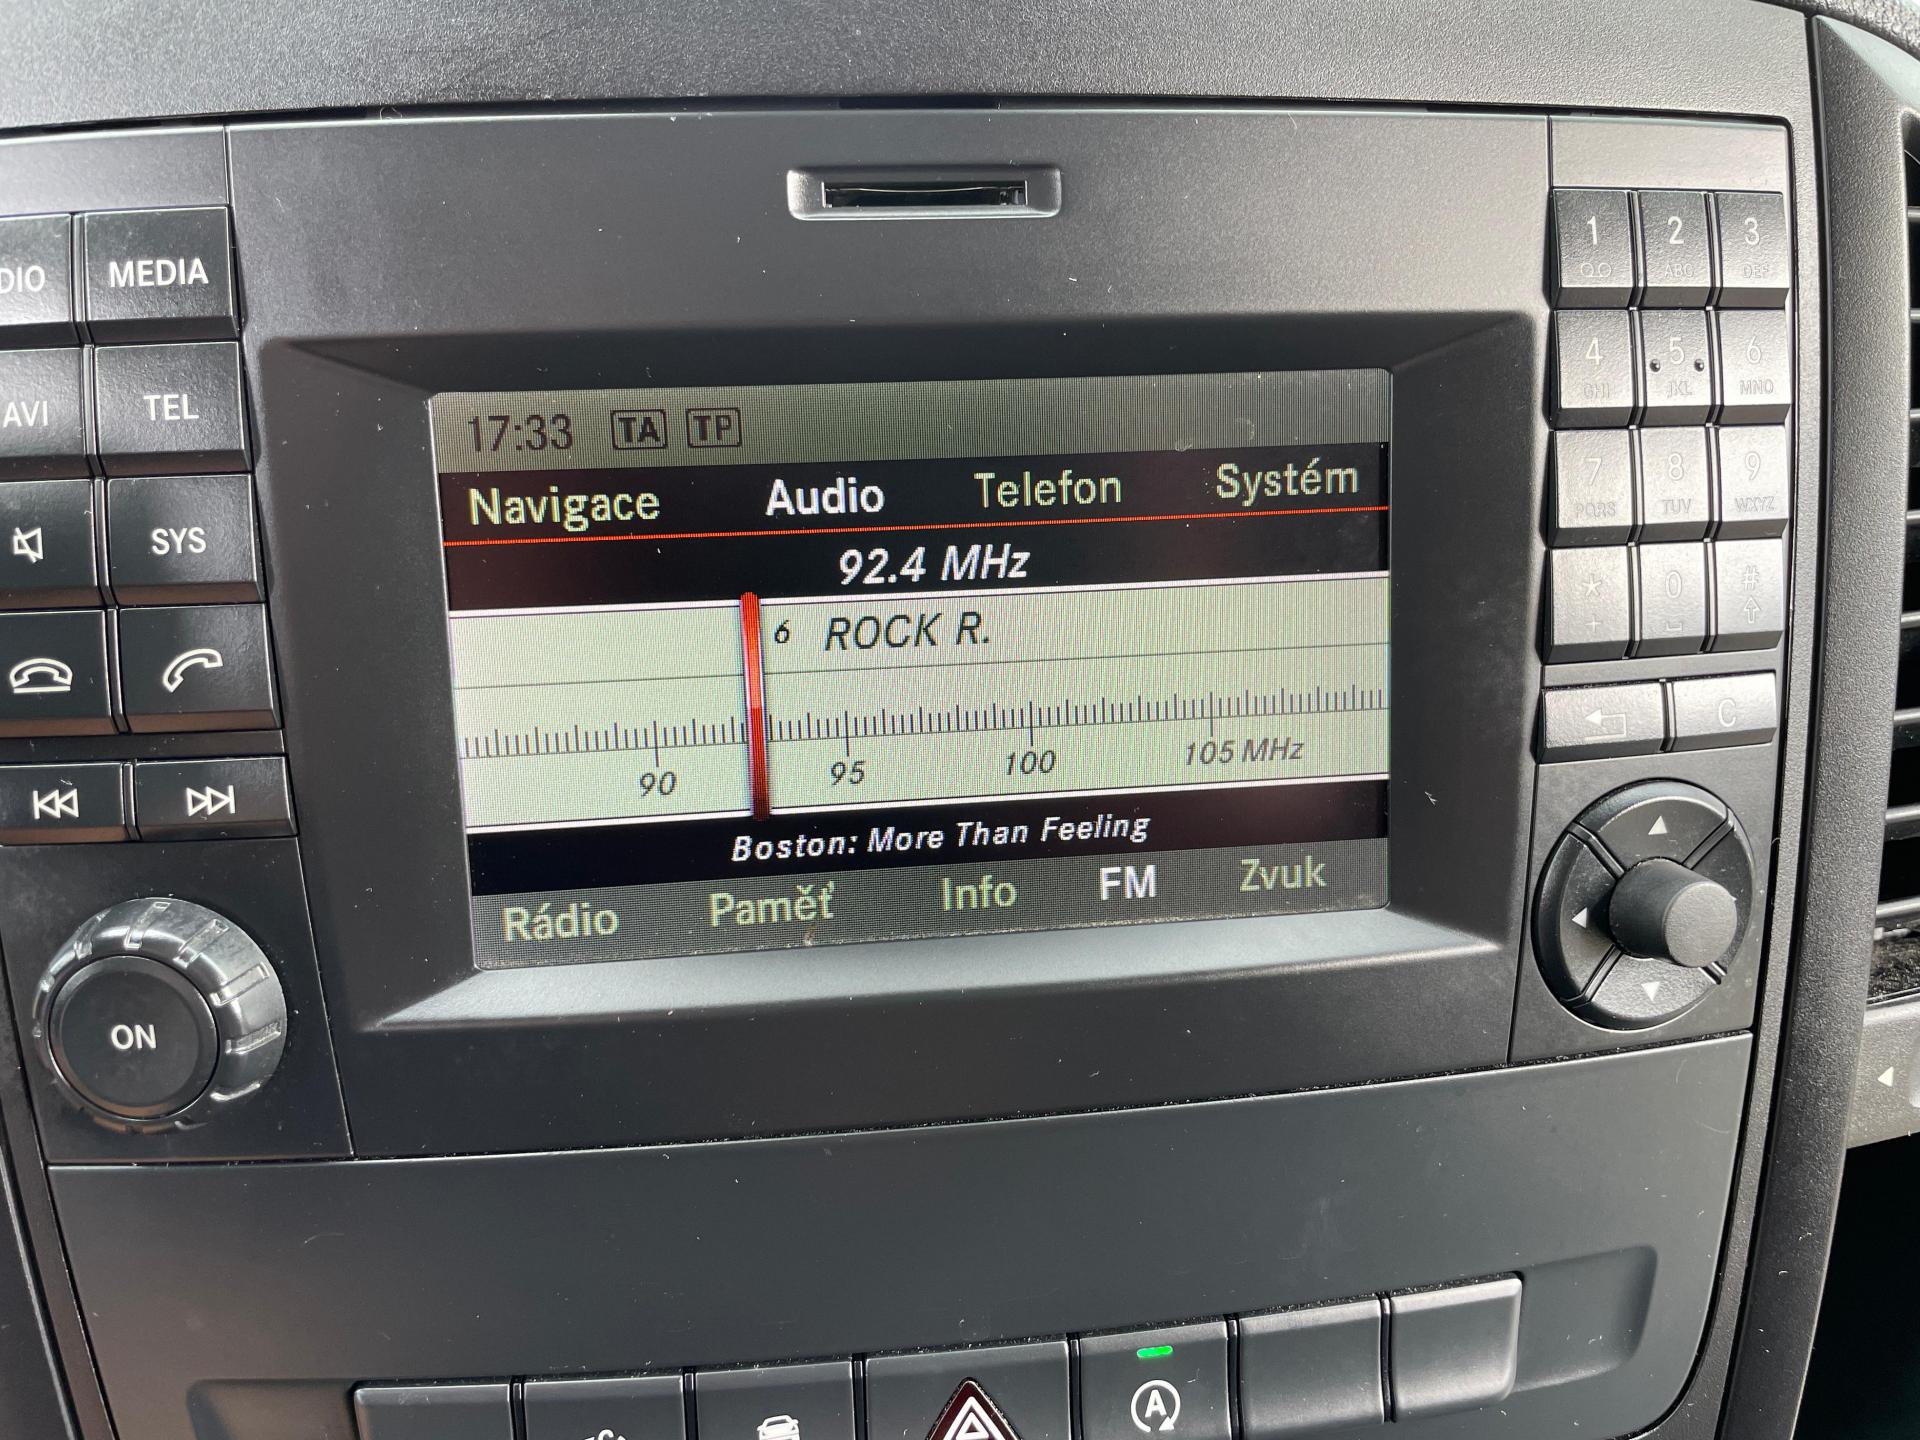 DIO MEDIA
AVI TEL
SYS
ON
17:33 TA TP
Navigace Audio Telefon Systém
92.4 MHz
6 ROCK R.
90 95 100 105 MHz
Boston: More Than Feeling
Rádio Paměť Info FM Zvuk
1 2 3
ABC DEF
4 5 6
GHI JKL MNO
7 8 9
PQRS TUV WXYZ
* 0 #
+
C
A